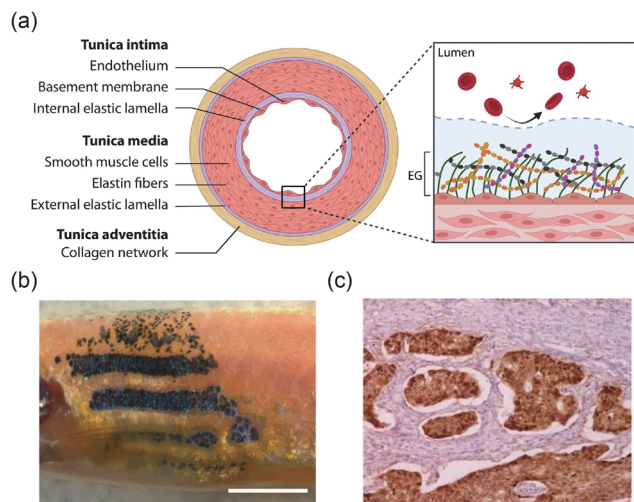 (a)
Tunica intima
Endothelium
Basement membrane
Internal elastic lamella
Tunica media
Smooth muscle cells
Elastin fibers
External elastic lamella
Tunica adventitia
Collagen network
Lumen
EG
(b)
(c)